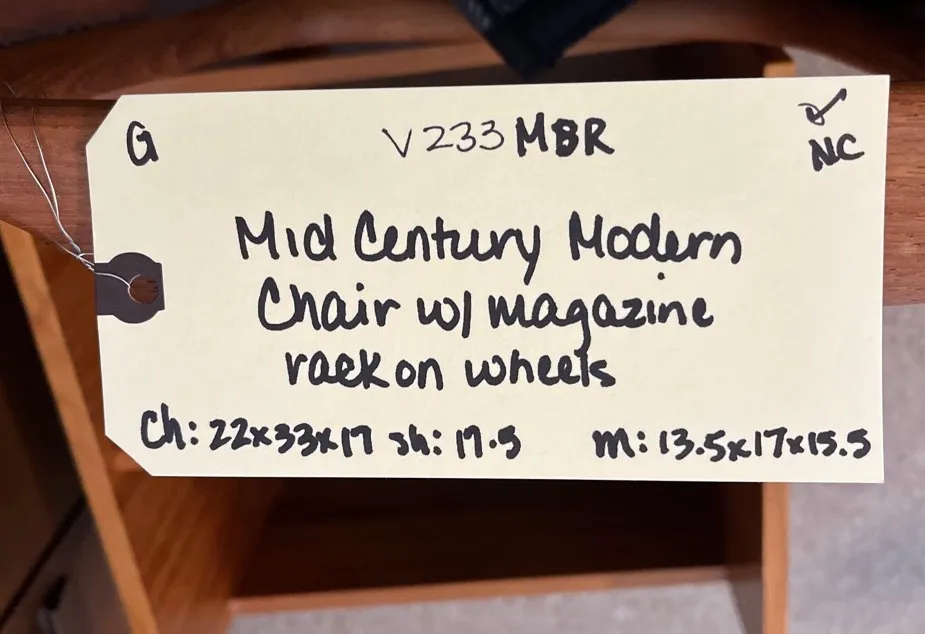 G V233 MBR NC
Mid Century Modern
Chair w/ magazine
rack on wheels
Ch: 22x33x17 sh: 17.5 m: 13.5x17x15.5